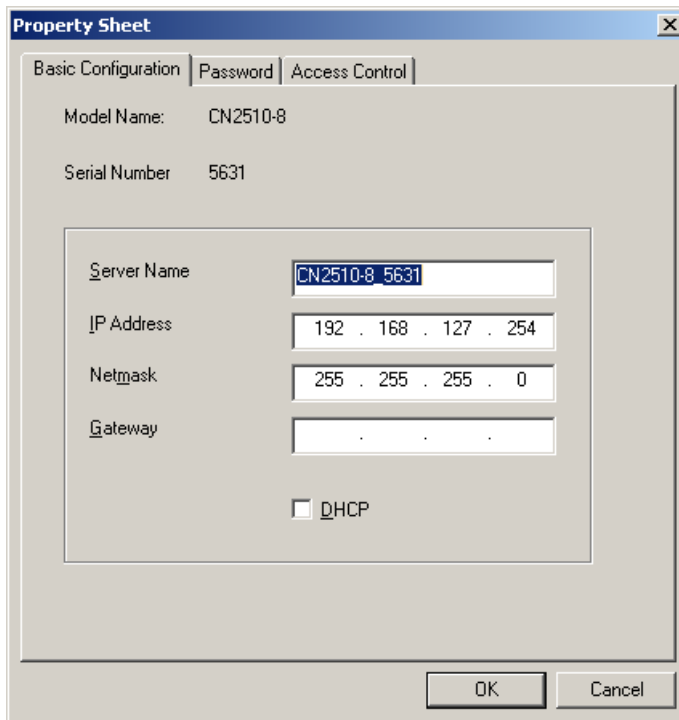 Property Sheet
Basic Configuration Password Access Control
Model Name: CN2510-8
Serial Number 5631
Server Name CN2510-8_5631
IP Address 192 . 168 . 127 . 254
Netmask 255 . 255 . 255 . 0
Gateway . . .
DHCP
OK Cancel